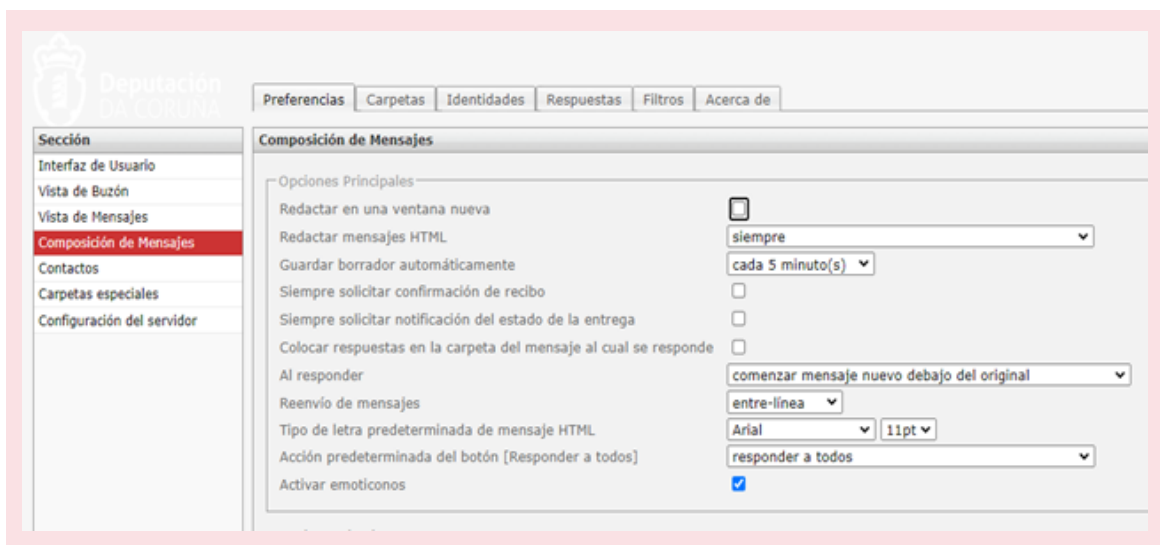 Deputación
DA CORUÑA
Preferencias Carpetas Identidades Respuestas Filtros Acerca de
Sección
Interfaz de Usuario
Vista de Buzón
Vista de Mensajes
Composición de Mensajes
Contactos
Carpetas especiales
Configuración del servidor
Composición de Mensajes
Opciones Principales
Redactar en una ventana nueva
Redactar mensajes HTML siempre
Guardar borrador automáticamente cada 5 minuto(s)
Siempre solicitar confirmación de recibo
Siempre solicitar notificación del estado de la entrega
Colocar respuestas en la carpeta del mensaje al cual se responde
Al responder comenzar mensaje nuevo debajo del original
Reenvío de mensajes entre-línea
Tipo de letra predeterminada de mensaje HTML Arial 11pt
Acción predeterminada del botón [Responder a todos] responder a todos
Activar emoticonos